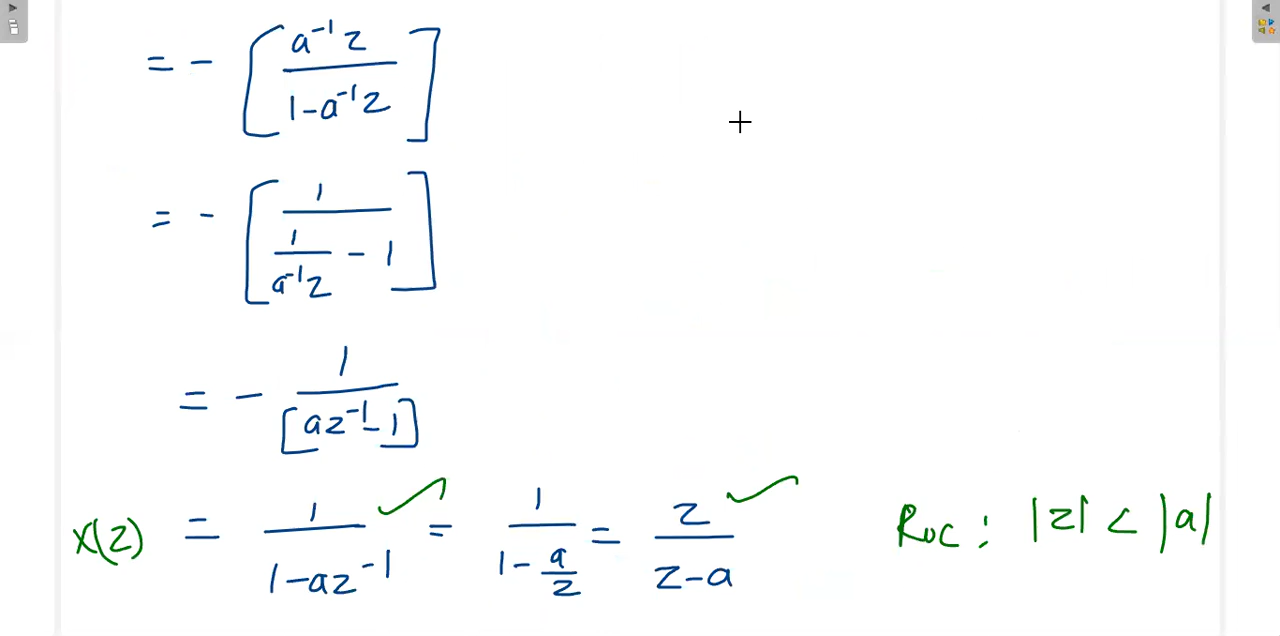 = - [ a⁻¹z / 1-a⁻¹z ]
= - [ 1 / (1/a⁻¹z - 1) ]
= - 1 / [az⁻¹-1]
X(z) = 1 / 1-az⁻¹ = 1 / (1-a/z) = z / z-a ROC : |z| < |a|